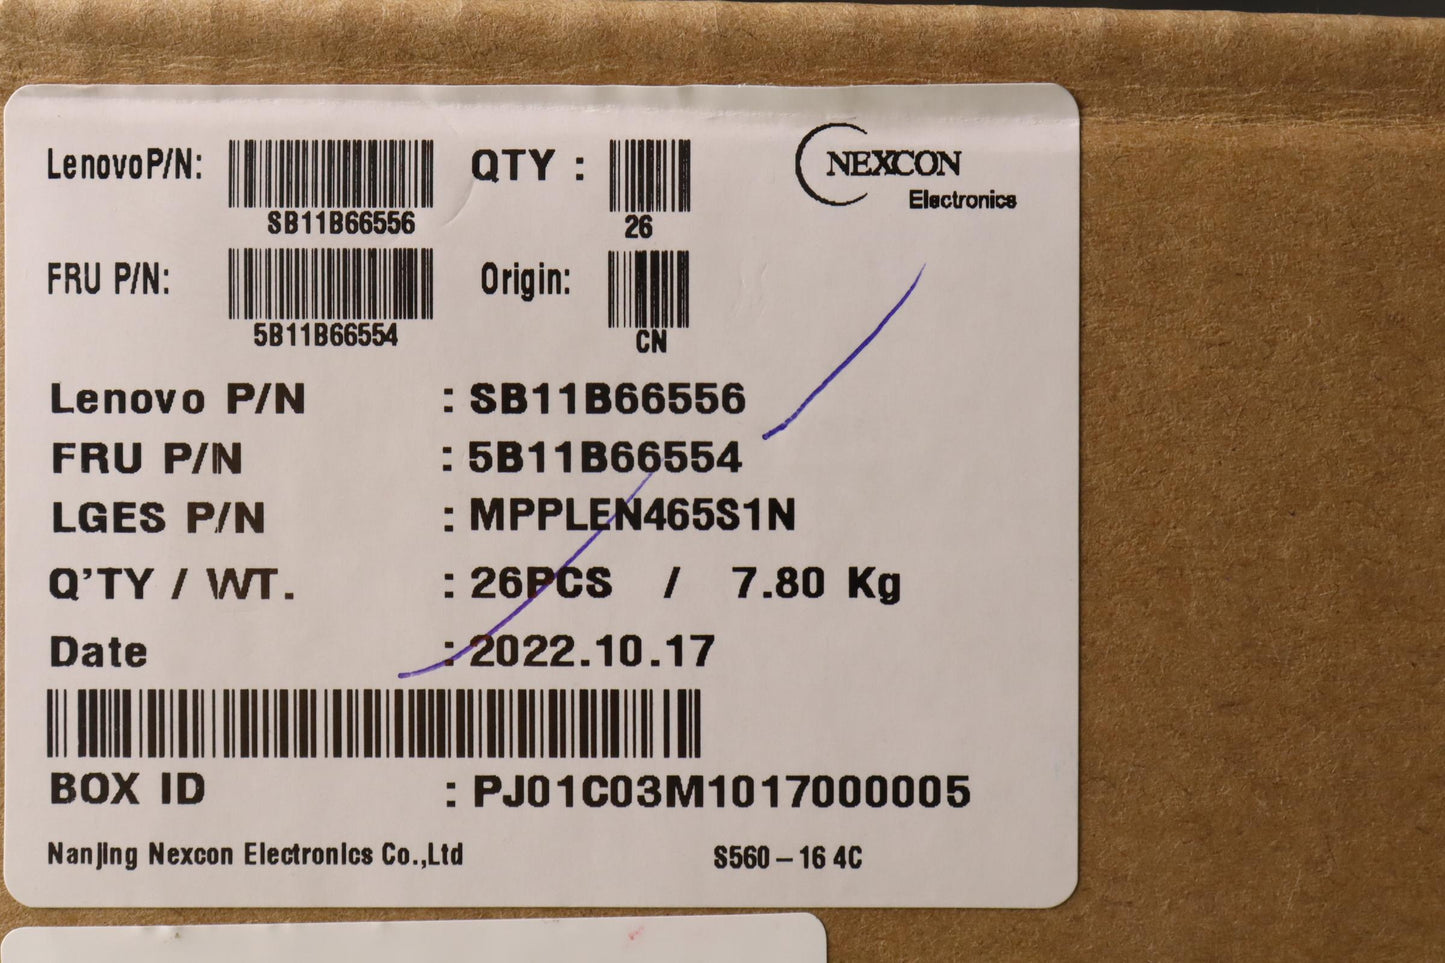 LenovoP/N: SB11B66556 QTY : 26 NEXCON Electronics
FRU P/N: 5B11B66554 Origin: CN
Lenovo P/N : SB11B66556
FRU P/N : 5B11B66554
LGES P/N : MPPLEN465S1N
Q'TY / WT. : 26PCS / 7.80 Kg
Date : 2022.10.17
BOX ID : PJ01C03M1017000005
Nanjing Nexcon Electronics Co.,Ltd S560-16 4C